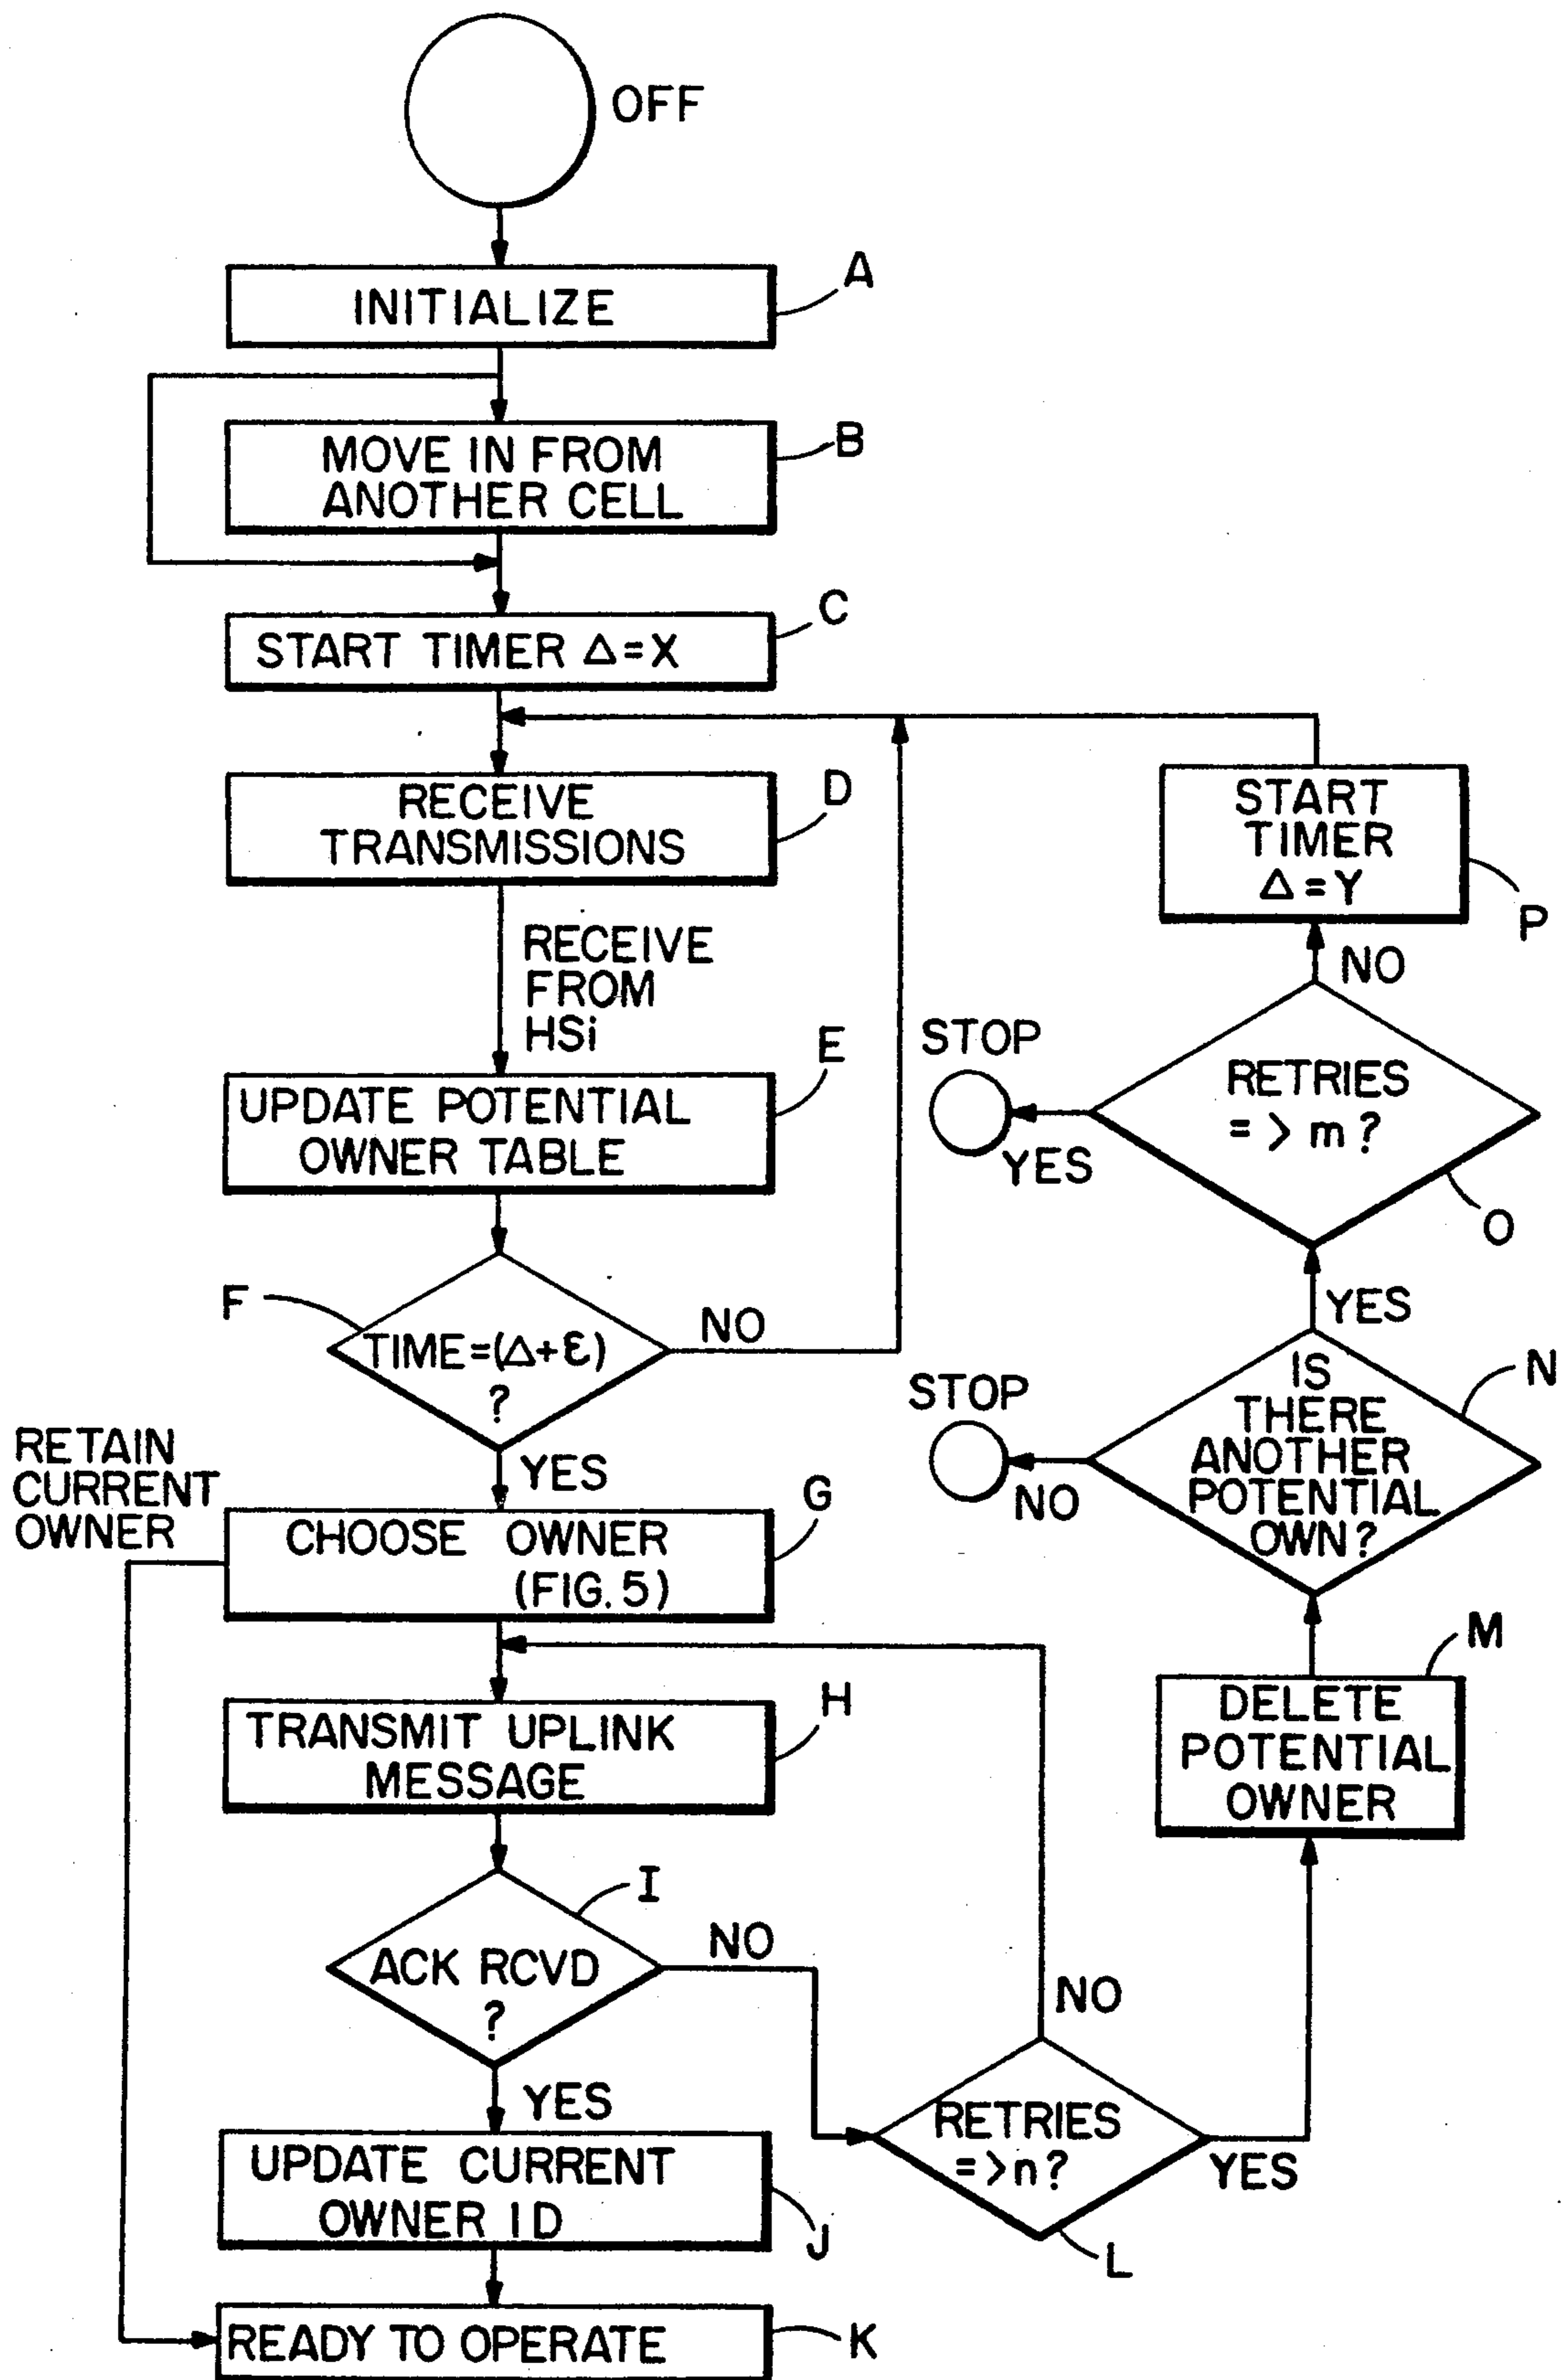 OFF
INITIALIZE
A
MOVE IN FROM
ANOTHER CELL
B
START TIMER Δ=X
C
RECEIVE
TRANSMISSIONS
D
RECEIVE
FROM
HSi
UPDATE POTENTIAL
OWNER TABLE
E
F
TIME=(Δ+ε)
?
NO
YES
RETAIN
CURRENT
OWNER
CHOOSE OWNER
(FIG. 5)
G
TRANSMIT UPLINK
MESSAGE
H
I
ACK RCVD
?
NO
YES
UPDATE CURRENT
OWNER ID
J
READY TO OPERATE
K
RETRIES
=>n?
NO
YES
L
DELETE
POTENTIAL
OWNER
M
IS
THERE
ANOTHER
POTENTIAL
OWN?
N
STOP
NO
YES
RETRIES
=> m?
O
STOP
YES
NO
START
TIMER
Δ=Y
P